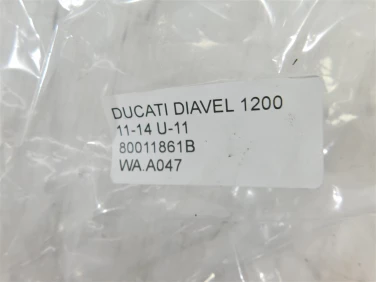 DUCATI DIAVEL 1200
11-14 U-11
80011861B
WA.A047